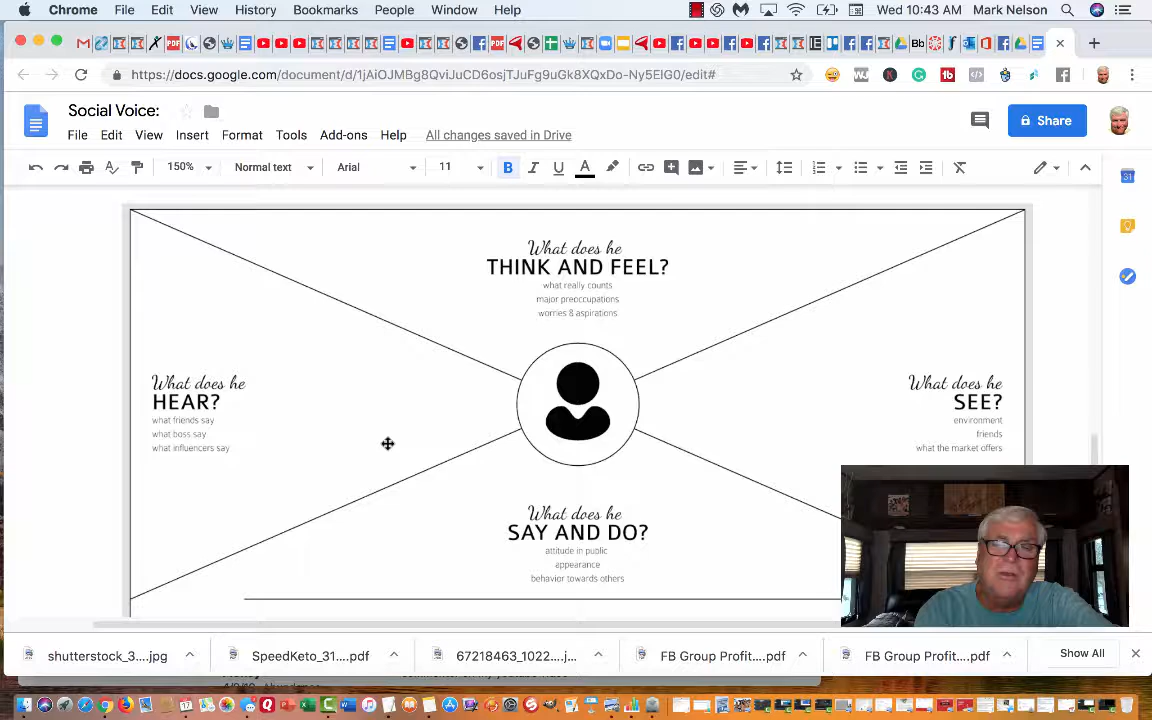 Chrome File Edit View History Bookmarks People Window Help
Wed 10:43 AM Mark Nelson
https://docs.google.com/document/d/1jAiOJMBg8QviJuCD6osjTJuFg9uGk8XQxDo-Ny5EIG0/edit#
Social Voice:
File Edit View Insert Format Tools Add-ons Help All changes saved in Drive
Share
150% Normal text Arial 11
What does he
THINK AND FEEL?
what really counts
major preoccupations
worries & aspirations
What does he
HEAR?
what friends say
what boss say
what influencers say
What does he
SEE?
environment
friends
what the market offers
What does he
SAY AND DO?
attitude in public
appearance
behavior towards others
shutterstock_3....jpg
SpeedKeto_31....pdf
67218463_1022....j...
FB Group Profit....pdf
FB Group Profit....pdf
Show All